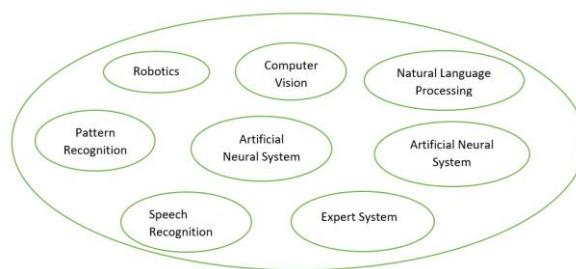 Robotics
Computer
Vision
Natural Language
Processing
Pattern
Recognition
Artificial
Neural System
Artificial Neural
System
Speech
Recognition
Expert System